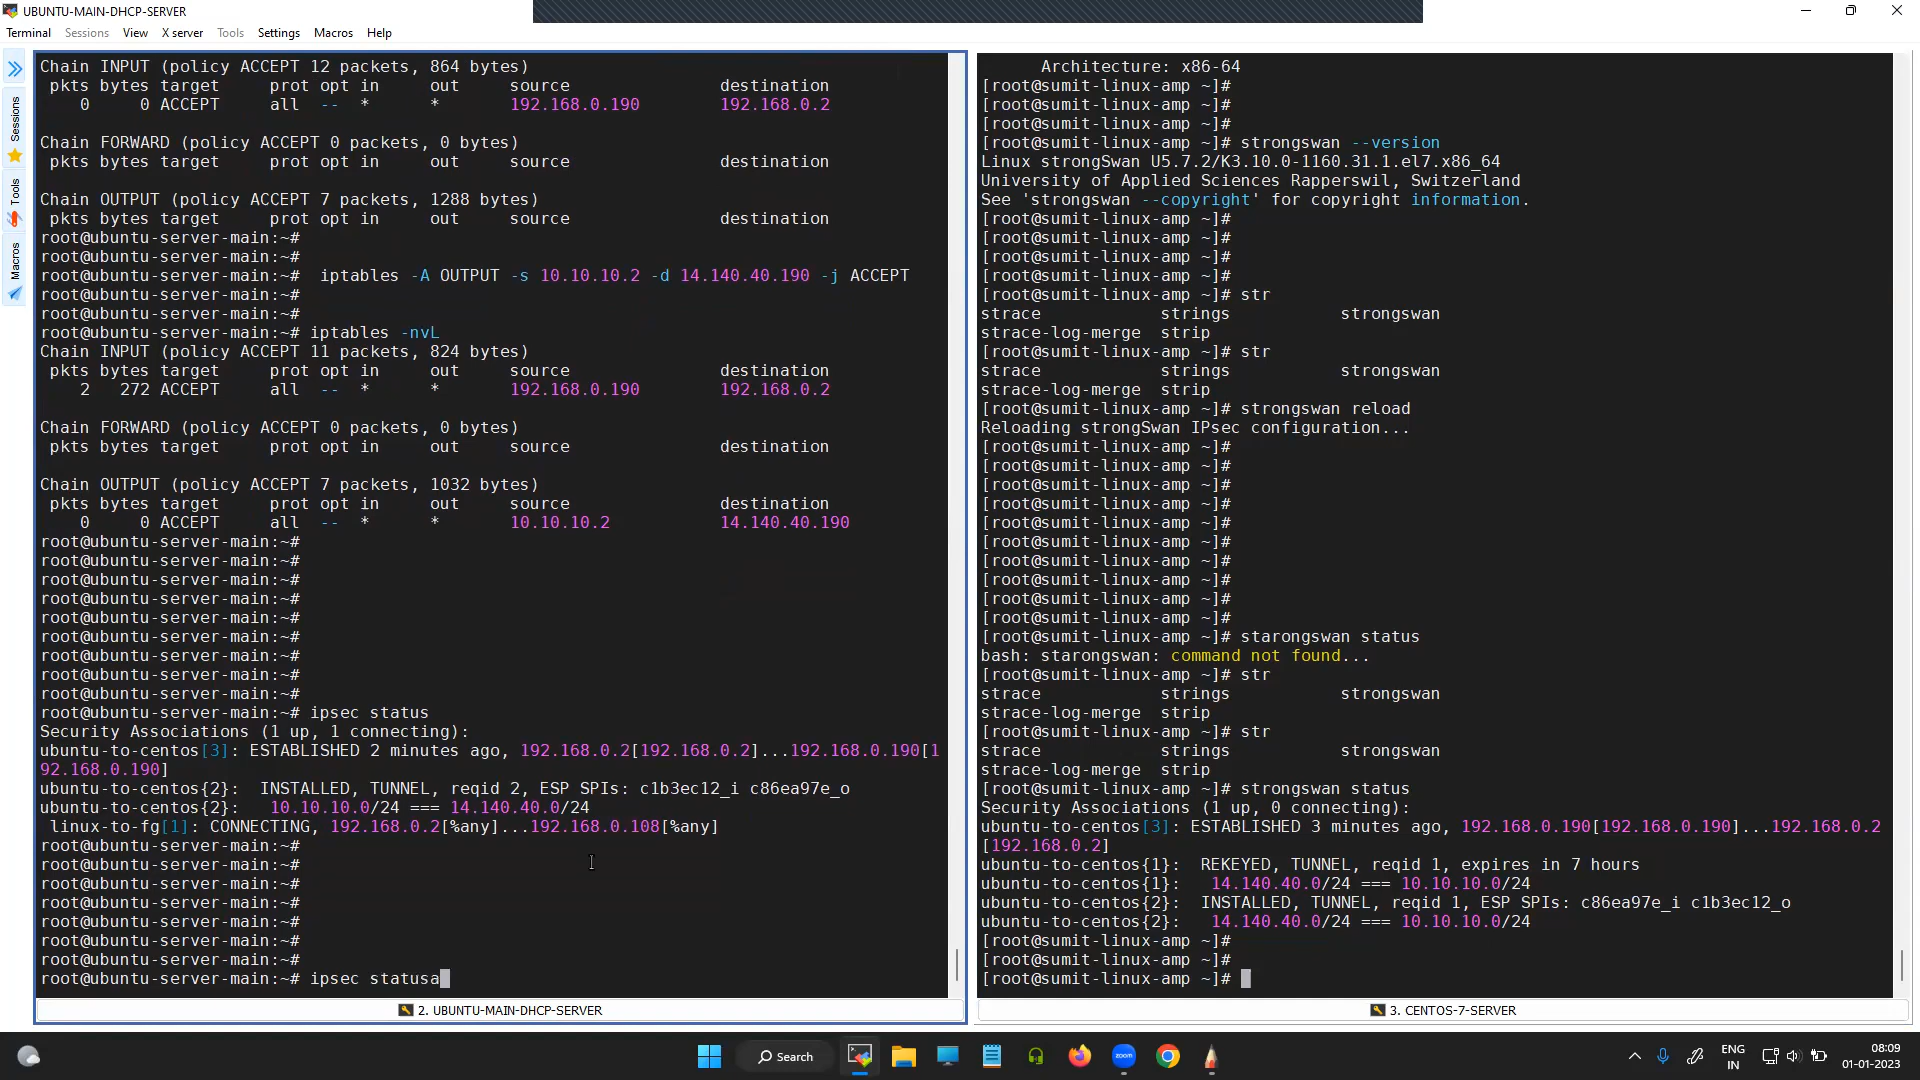 UBUNTU-MAIN-DHCP-SERVER
Terminal Sessions View X server Tools Settings Macros Help
Sessions
Tools
Macros
Chain INPUT (policy ACCEPT 12 packets, 864 bytes)
pkts bytes target prot opt in out source destination
0 0 ACCEPT all -- * * 192.168.0.190 192.168.0.2
Chain FORWARD (policy ACCEPT 0 packets, 0 bytes)
pkts bytes target prot opt in out source destination
Chain OUTPUT (policy ACCEPT 7 packets, 1288 bytes)
pkts bytes target prot opt in out source destination
root@ubuntu-server-main:~#
root@ubuntu-server-main:~#
root@ubuntu-server-main:~# iptables -A OUTPUT -s 10.10.10.2 -d 14.140.40.190 -j ACCEPT
root@ubuntu-server-main:~#
root@ubuntu-server-main:~#
root@ubuntu-server-main:~# iptables -nvL
Chain INPUT (policy ACCEPT 11 packets, 824 bytes)
pkts bytes target prot opt in out source destination
2 272 ACCEPT all -- * * 192.168.0.190 192.168.0.2
Chain FORWARD (policy ACCEPT 0 packets, 0 bytes)
pkts bytes target prot opt in out source destination
Chain OUTPUT (policy ACCEPT 7 packets, 1032 bytes)
pkts bytes target prot opt in out source destination
0 0 ACCEPT all -- * * 10.10.10.2 14.140.40.190
root@ubuntu-server-main:~#
root@ubuntu-server-main:~#
root@ubuntu-server-main:~#
root@ubuntu-server-main:~#
root@ubuntu-server-main:~#
root@ubuntu-server-main:~#
root@ubuntu-server-main:~#
root@ubuntu-server-main:~#
root@ubuntu-server-main:~#
root@ubuntu-server-main:~# ipsec status
Security Associations (1 up, 1 connecting):
ubuntu-to-centos[3]: ESTABLISHED 2 minutes ago, 192.168.0.2[192.168.0.2]...192.168.0.190[1
92.168.0.190]
ubuntu-to-centos{2}: INSTALLED, TUNNEL, reqid 2, ESP SPIs: c1b3ec12_i c86ea97e_o
ubuntu-to-centos{2}: 10.10.10.0/24 === 14.140.40.0/24
linux-to-fg[1]: CONNECTING, 192.168.0.2[%any]...192.168.0.108[%any]
root@ubuntu-server-main:~#
root@ubuntu-server-main:~#
root@ubuntu-server-main:~#
root@ubuntu-server-main:~#
root@ubuntu-server-main:~#
root@ubuntu-server-main:~#
root@ubuntu-server-main:~#
root@ubuntu-server-main:~# ipsec statusa
2. UBUNTU-MAIN-DHCP-SERVER
Architecture: x86-64
[root@sumit-linux-amp ~]#
[root@sumit-linux-amp ~]#
[root@sumit-linux-amp ~]#
[root@sumit-linux-amp ~]# strongswan --version
Linux strongSwan U5.7.2/K3.10.0-1160.31.1.el7.x86_64
University of Applied Sciences Rapperswil, Switzerland
See 'strongswan --copyright' for copyright information.
[root@sumit-linux-amp ~]#
[root@sumit-linux-amp ~]#
[root@sumit-linux-amp ~]#
[root@sumit-linux-amp ~]#
[root@sumit-linux-amp ~]# str
strace strings strongswan
strace-log-merge strip
[root@sumit-linux-amp ~]# str
strace strings strongswan
strace-log-merge strip
[root@sumit-linux-amp ~]# strongswan reload
Reloading strongSwan IPsec configuration...
[root@sumit-linux-amp ~]#
[root@sumit-linux-amp ~]#
[root@sumit-linux-amp ~]#
[root@sumit-linux-amp ~]#
[root@sumit-linux-amp ~]#
[root@sumit-linux-amp ~]#
[root@sumit-linux-amp ~]#
[root@sumit-linux-amp ~]#
[root@sumit-linux-amp ~]#
[root@sumit-linux-amp ~]#
[root@sumit-linux-amp ~]# starongswan status
bash: starongswan: command not found...
[root@sumit-linux-amp ~]# str
strace strings strongswan
strace-log-merge strip
[root@sumit-linux-amp ~]# str
strace strings strongswan
strace-log-merge strip
[root@sumit-linux-amp ~]# strongswan status
Security Associations (1 up, 0 connecting):
ubuntu-to-centos[3]: ESTABLISHED 3 minutes ago, 192.168.0.190[192.168.0.190]...192.168.0.2
[192.168.0.2]
ubuntu-to-centos{1}: REKEYED, TUNNEL, reqid 1, expires in 7 hours
ubuntu-to-centos{1}: 14.140.40.0/24 === 10.10.10.0/24
ubuntu-to-centos{2}: INSTALLED, TUNNEL, reqid 1, ESP SPIs: c86ea97e_i c1b3ec12_o
ubuntu-to-centos{2}: 14.140.40.0/24 === 10.10.10.0/24
[root@sumit-linux-amp ~]#
[root@sumit-linux-amp ~]#
[root@sumit-linux-amp ~]#
3. CENTOS-7-SERVER
Search
zoom
ENG
IN
08:09
01-01-2023